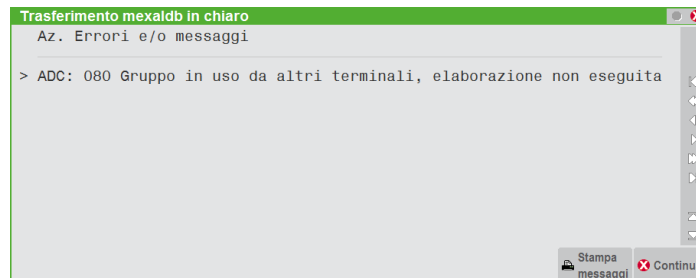 Trasferimento mexaldb in chiaro
Az. Errori e/o messaggi
> ADC: 080 Gruppo in uso da altri terminali, elaborazione non eseguita
Stampa
messaggi
Continu